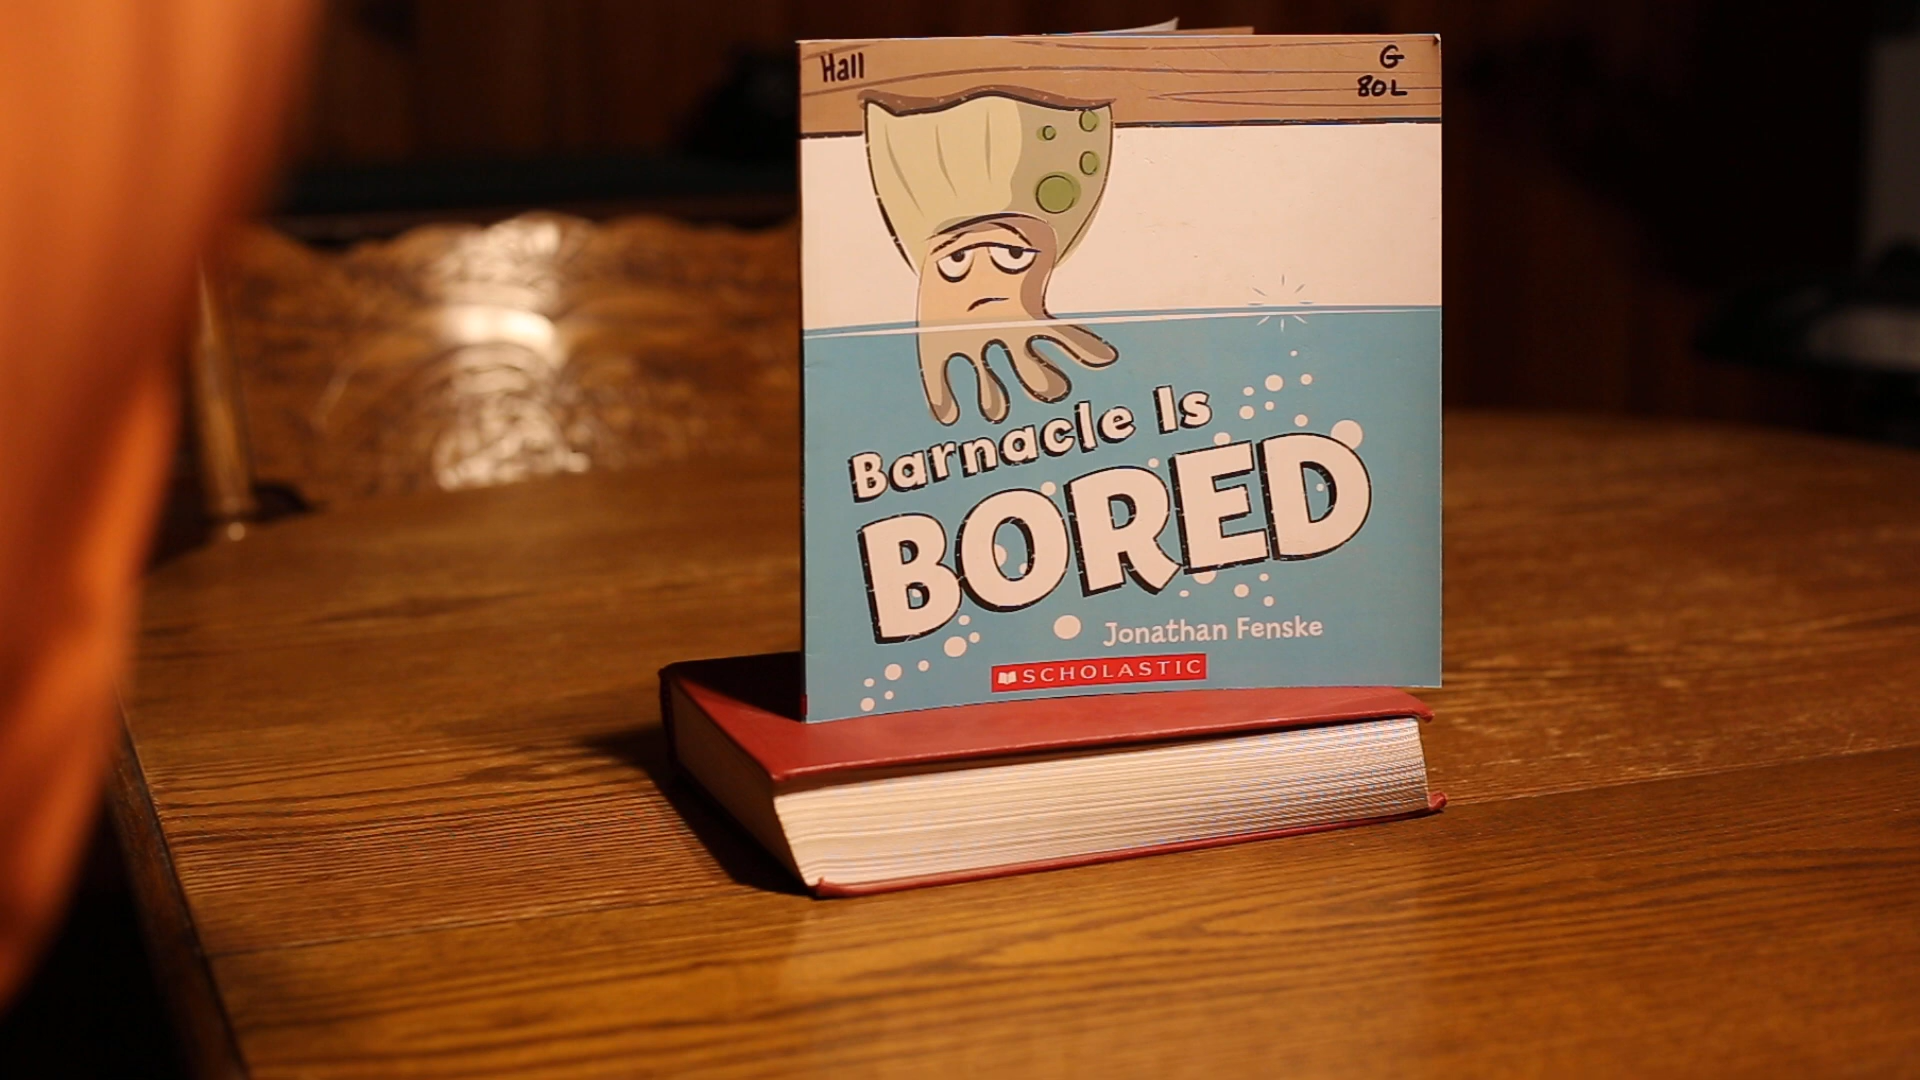 Hall
G
80L
Barnacle Is
BORED
Jonathan Fenske
SCHOLASTIC